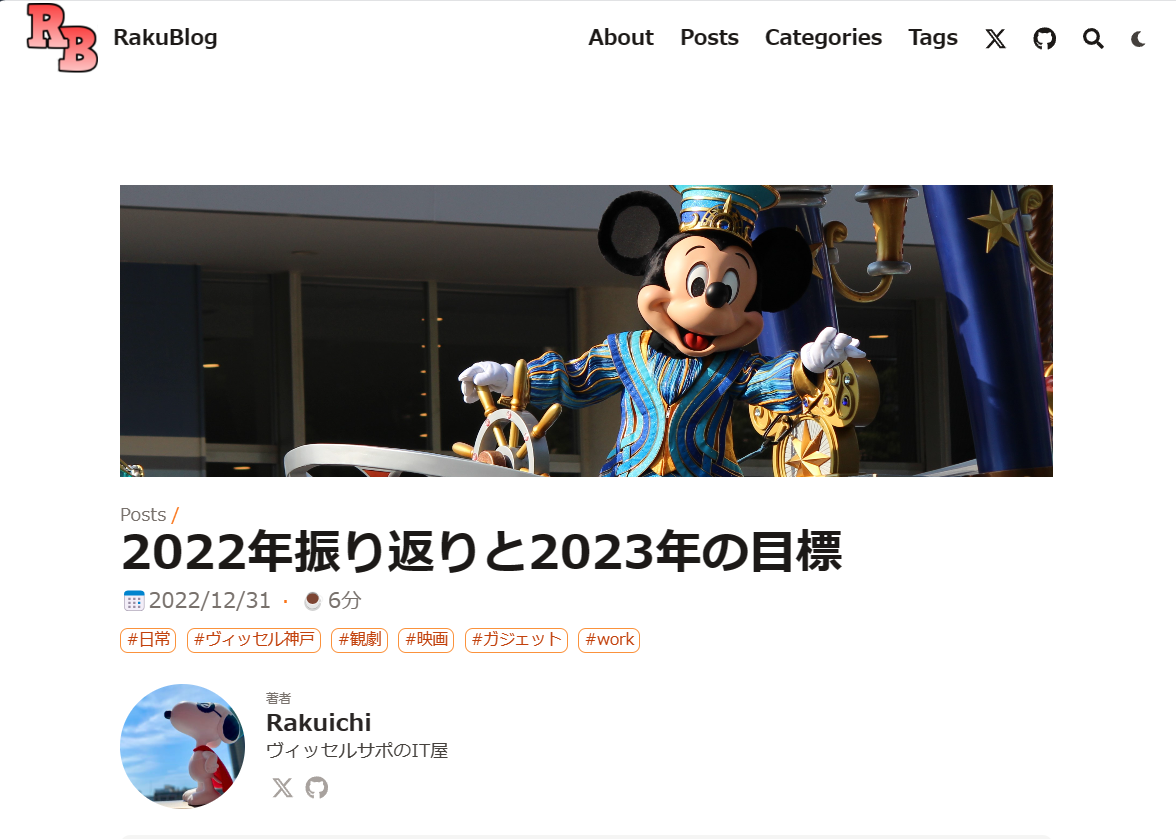 RB RakuBlog About Posts Categories Tags
Posts /
2022年振り返りと2023年の目標
2022/12/31 · 6分
#日常 #ヴィッセル神戸 #観劇 #映画 #ガジェット #work
著者
Rakuichi
ヴィッセルサポのIT屋